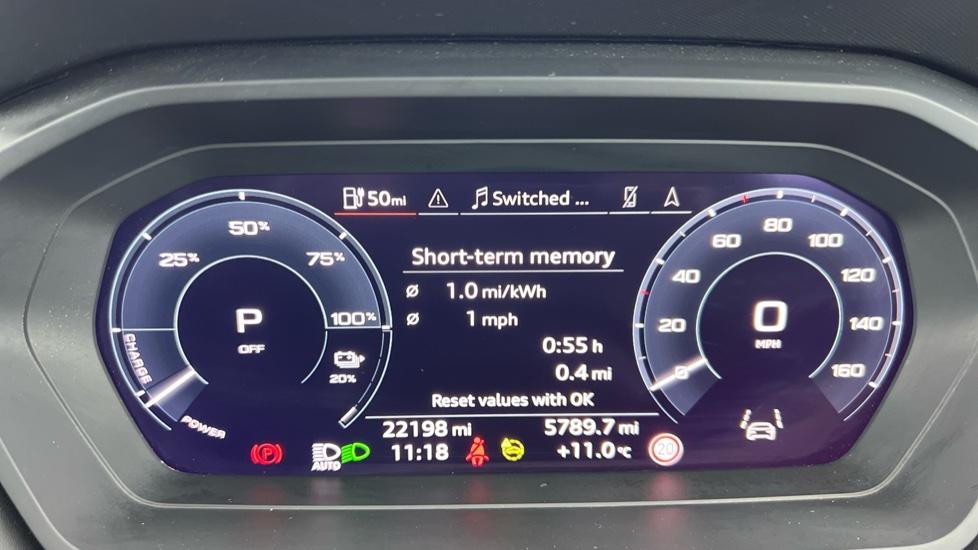 50mi
Switched ...
50%
25%
75%
100%
CHARGE
POWER
P
OFF
20%
Short-term memory
Ø 1.0 mi/kWh
Ø 1 mph
0:55 h
0.4 mi
Reset values with OK
22198 mi 5789.7 mi
11:18 +11.0 °C
(P)
AUTO
20
0
20
40
60
80
100
120
140
160
0
MPH